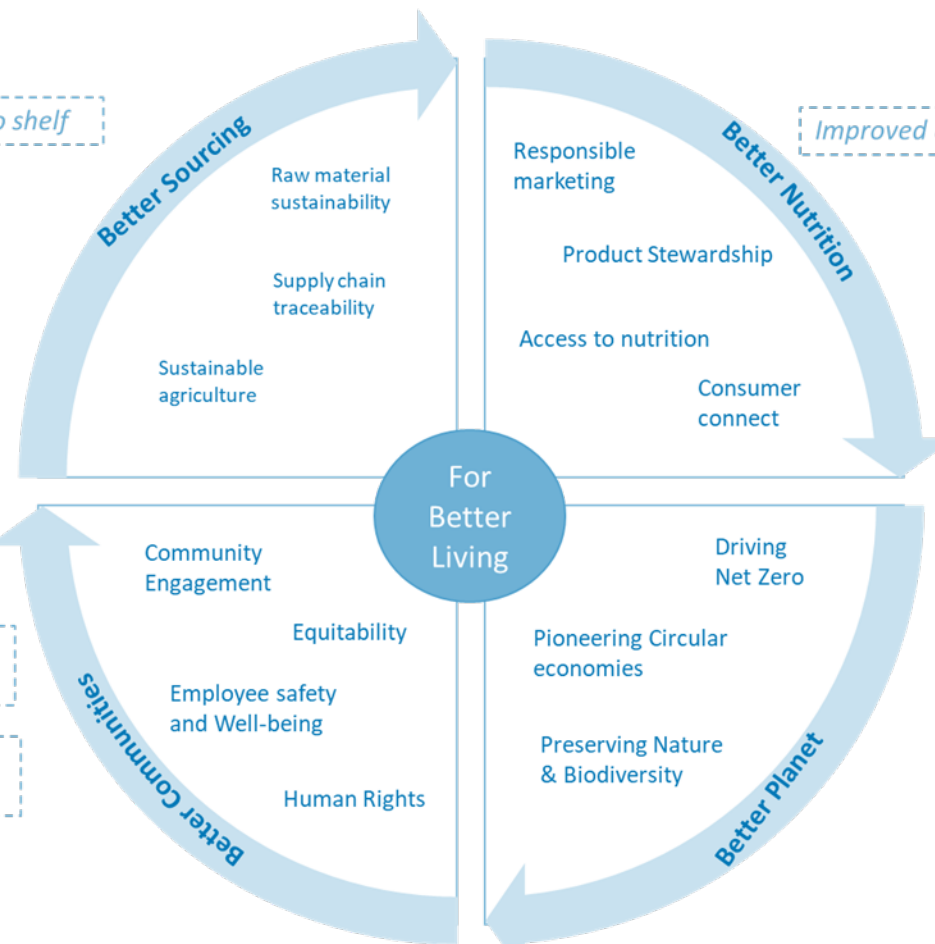 o shelf
Better Sourcing
Raw material
sustainability
Supply chain
traceability
Sustainable
agriculture
Improved
Better Nutrition
Responsible
marketing
Product Stewardship
Access to nutrition
Consumer
connect
For
Better
Living
Community
Engagement
Equitability
Employee safety
and Well-being
Human Rights
Better Communities
Driving
Net Zero
Pioneering Circular
economies
Preserving Nature
& Biodiversity
Better Planet